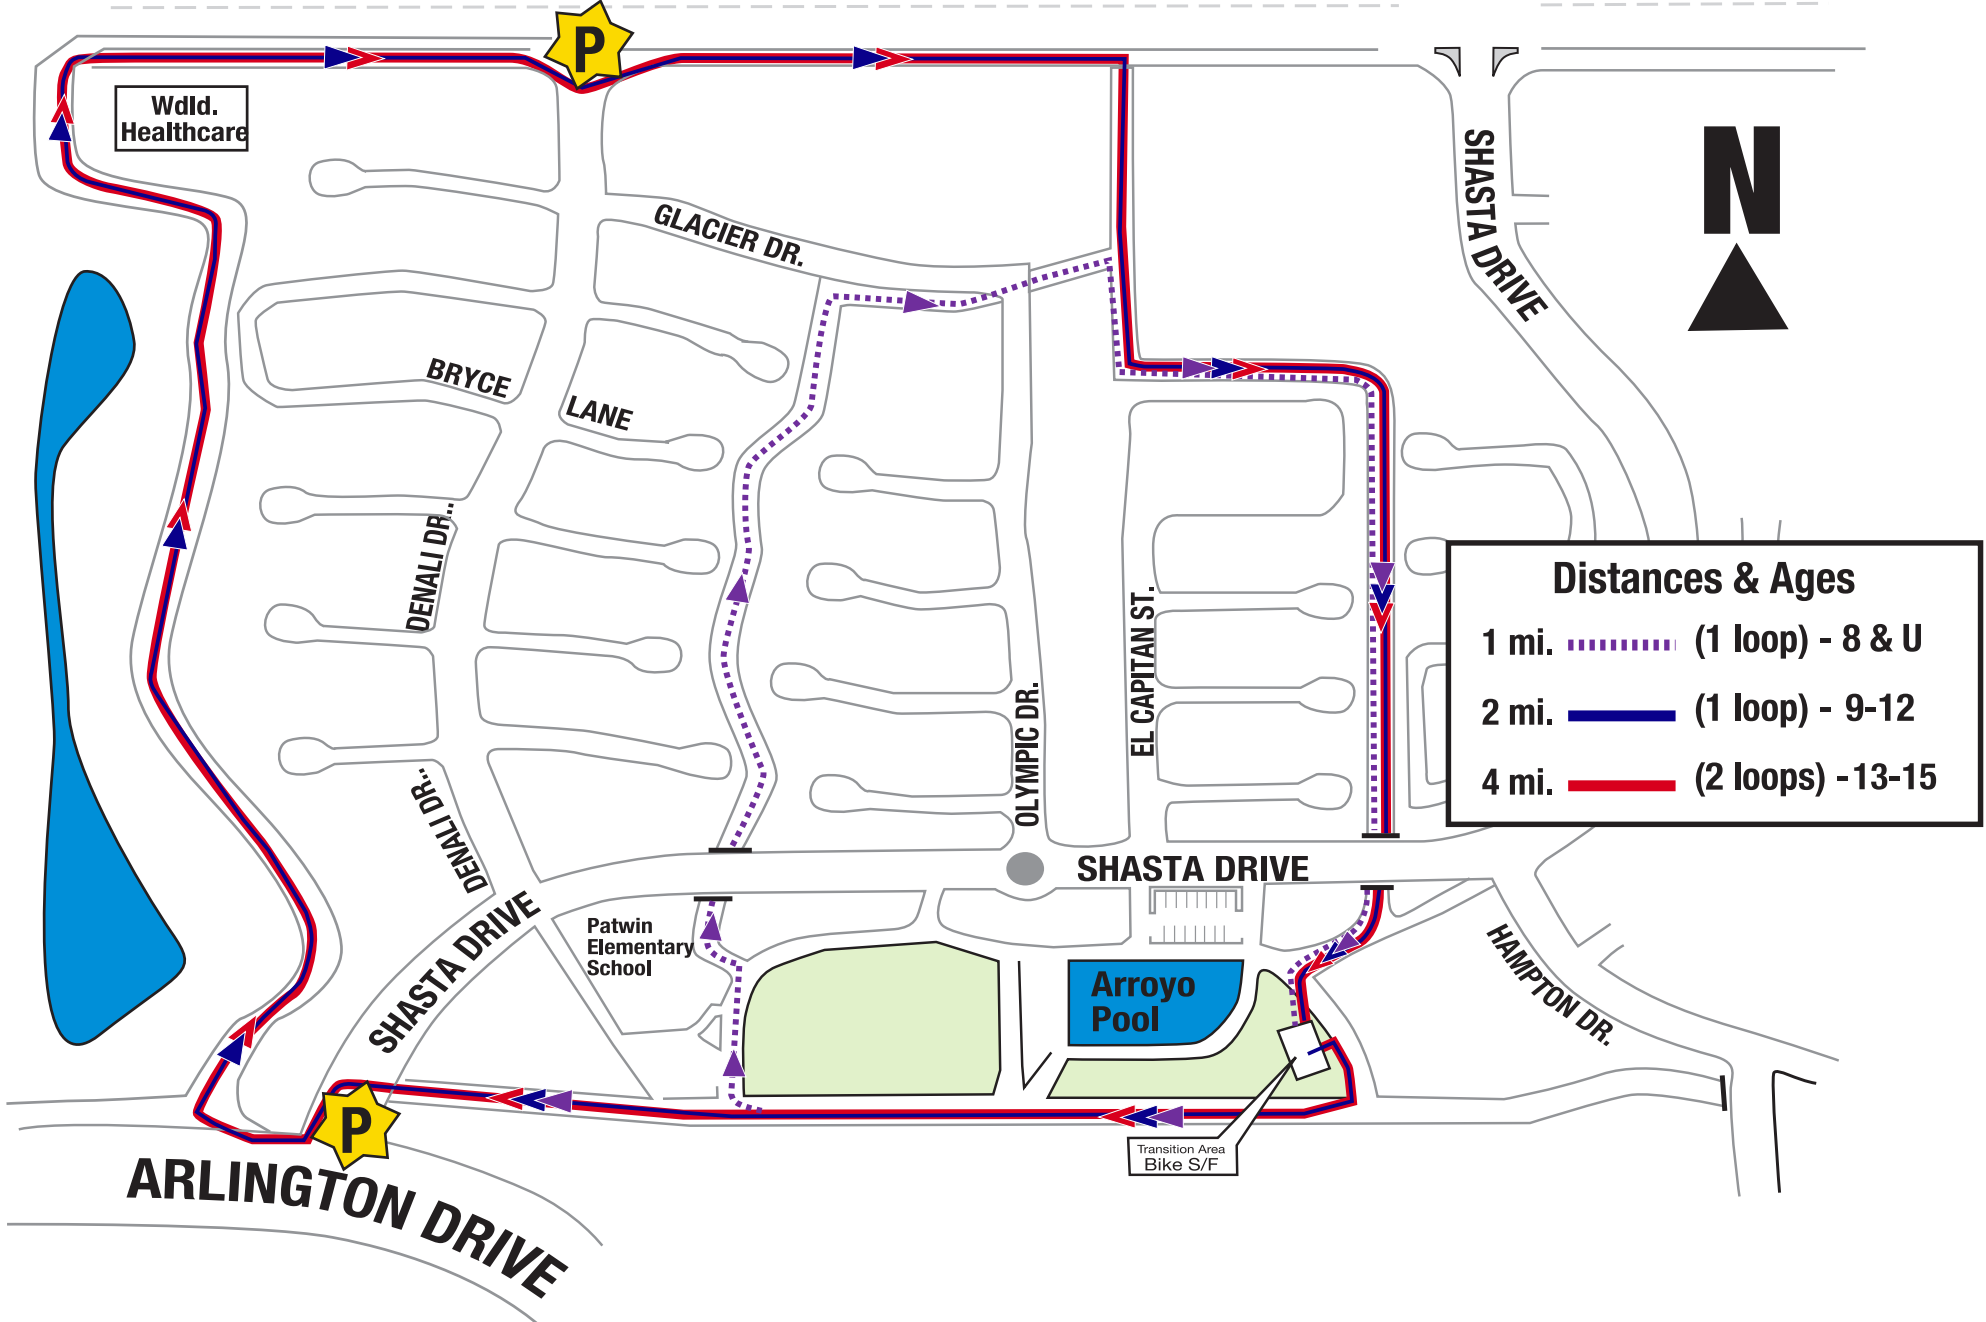 P
Wdld.
Healthcare
N
SHASTA DRIVE
GLACIER DR.
BRYCE
LANE
DENALI DR..
Distances & Ages
1 mi. (1 loop) - 8 & U
2 mi. (1 loop) - 9-12
4 mi. (2 loops) -13-15
EL CAPITAN ST.
OLYMPIC DR.
DENALI DR..
SHASTA DRIVE
SHASTA DRIVE
Patwin
Elementary
School
Arroyo
Pool
HAMPTON DR.
P
Transition Area
Bike S/F
ARLINGTON DRIVE